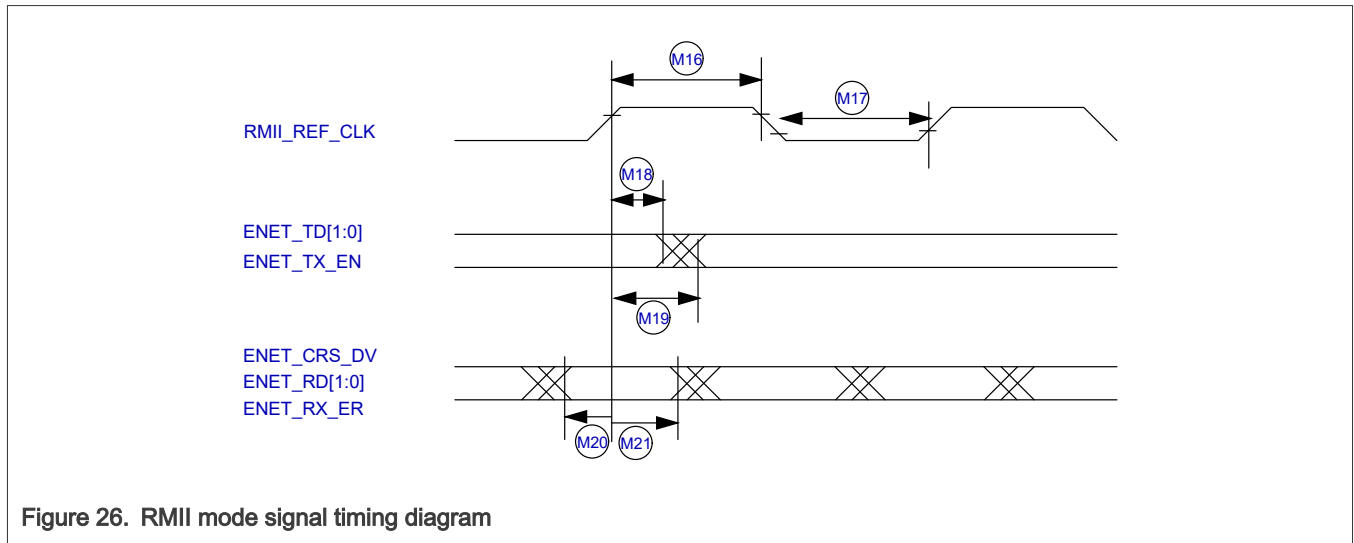 M16
M17
RMII_REF_CLK
M18
ENET_TD[1:0]
ENET_TX_EN
M19
ENET_CRS_DV
ENET_RD[1:0]
ENET_RX_ER
M20 M21
Figure 26. RMII mode signal timing diagram